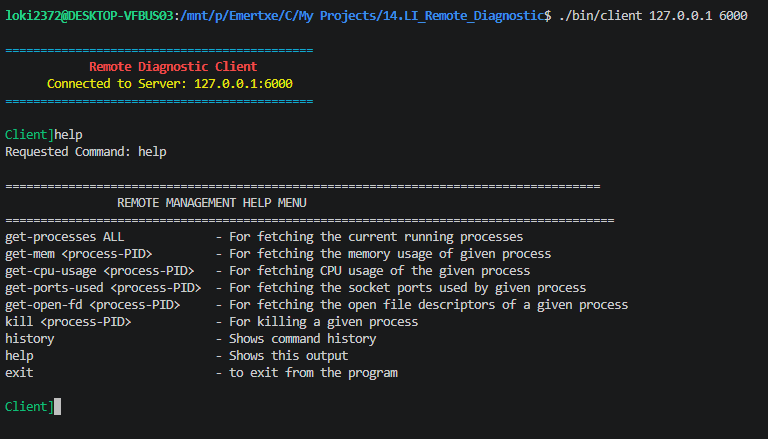 loki2372@DESKTOP-VFBUS03:/mnt/p/Emertxe/C/My Projects/14.LI_Remote_Diagnostic$ ./bin/client 127.0.0.1 6000
============================================
Remote Diagnostic Client
Connected to Server: 127.0.0.1:6000
============================================
Client]help
Requested Command: help
=====================================================================================
REMOTE MANAGEMENT HELP MENU
=======================================================================================
get-processes ALL - For fetching the current running processes
get-mem <process-PID> - For fetching the memory usage of given process
get-cpu-usage <process-PID> - For fetching CPU usage of the given process
get-ports-used <process-PID> - For fetching the socket ports used by given process
get-open-fd <process-PID> - For fetching the open file descriptors of a given process
kill <process-PID> - For killing a given process
history - Shows command history
help - Shows this output
exit - to exit from the program
Client]